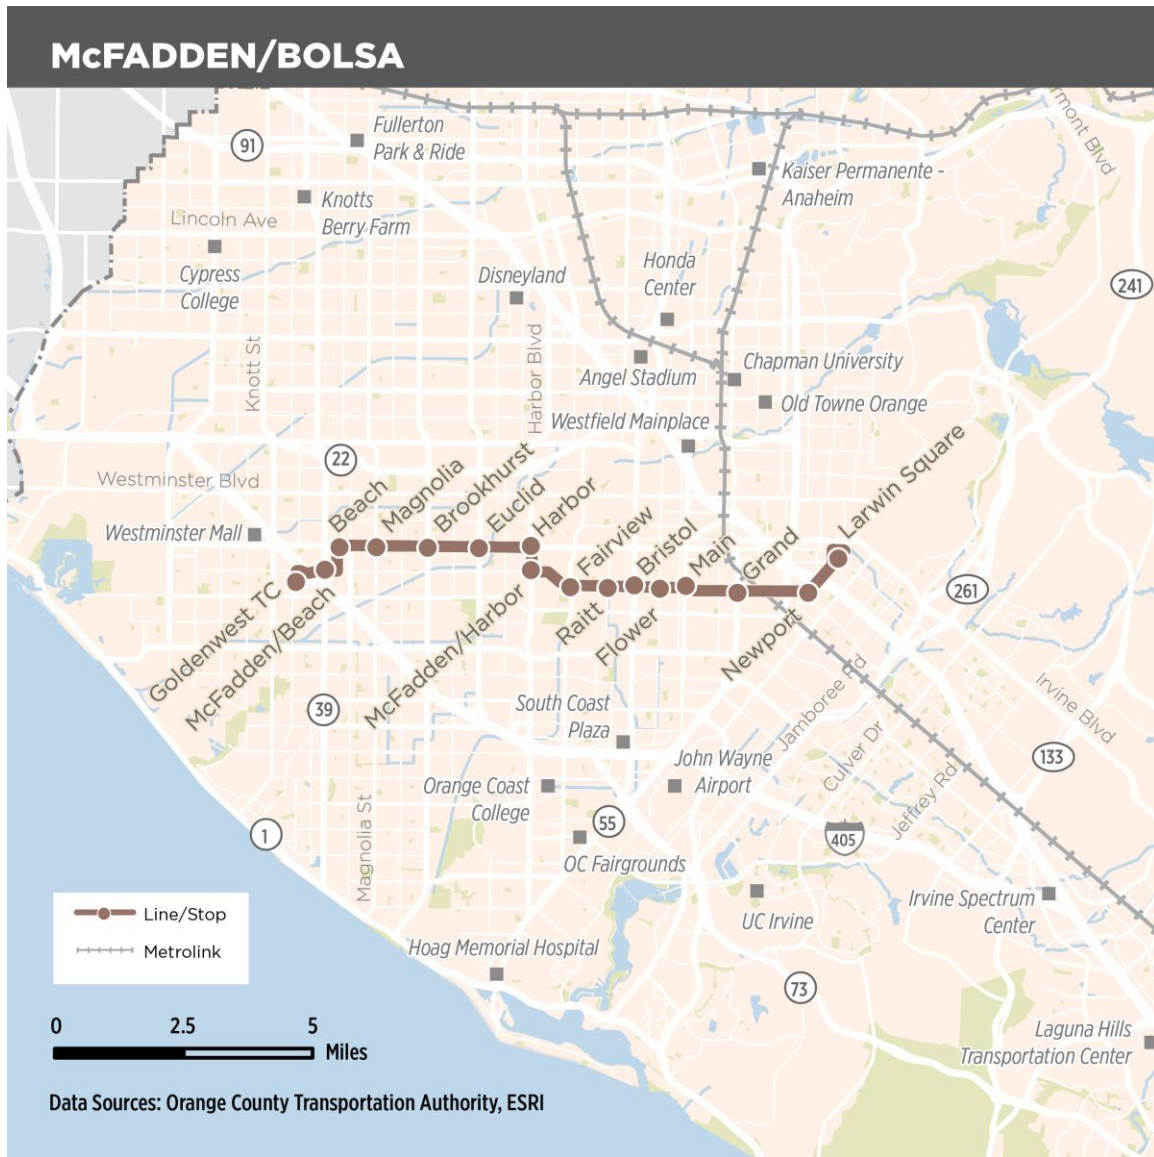 McFADDEN/BOLSA
Fullerton
Park & Ride
91
Kaiser Permanente -
Anaheim
Knotts
Berry Farm
Lincoln Ave
Cypress
College
Disneyland
Honda
Center
241
Knott St
Harbor Blvd
Angel Stadium
Chapman University
Old Towne Orange
Westfield Mainplace
22
Westminster Blvd
Westminster Mall
Beach
Magnolia
Brookhurst
Euclid
Harbor
Fairview
Bristol
Main
Grand
Larwin Square
Goldenwest TC
McFadden/Beach
McFadden/Harbor
Raitt
Flower
Newport
261
39
South Coast
Plaza
Jamboree Rd
Culver Dr
Jeffrey Rd
Irvine Blvd
133
John Wayne
Airport
Orange Coast
College
Magnolia St
1
55
405
OC Fairgrounds
UC Irvine
Irvine Spectrum
Center
Line/Stop
Metrolink
Hoag Memorial Hospital
73
0 2.5 5
Miles
Laguna Hills
Transportation Center
Data Sources: Orange County Transportation Authority, ESRI